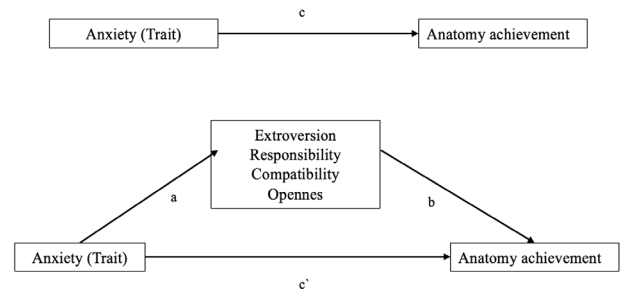 c
Anxiety (Trait)
Anatomy achievement
Extroversion
Responsibility
Compatibility
Opennes
a
b
Anxiety (Trait)
Anatomy achievement
c`